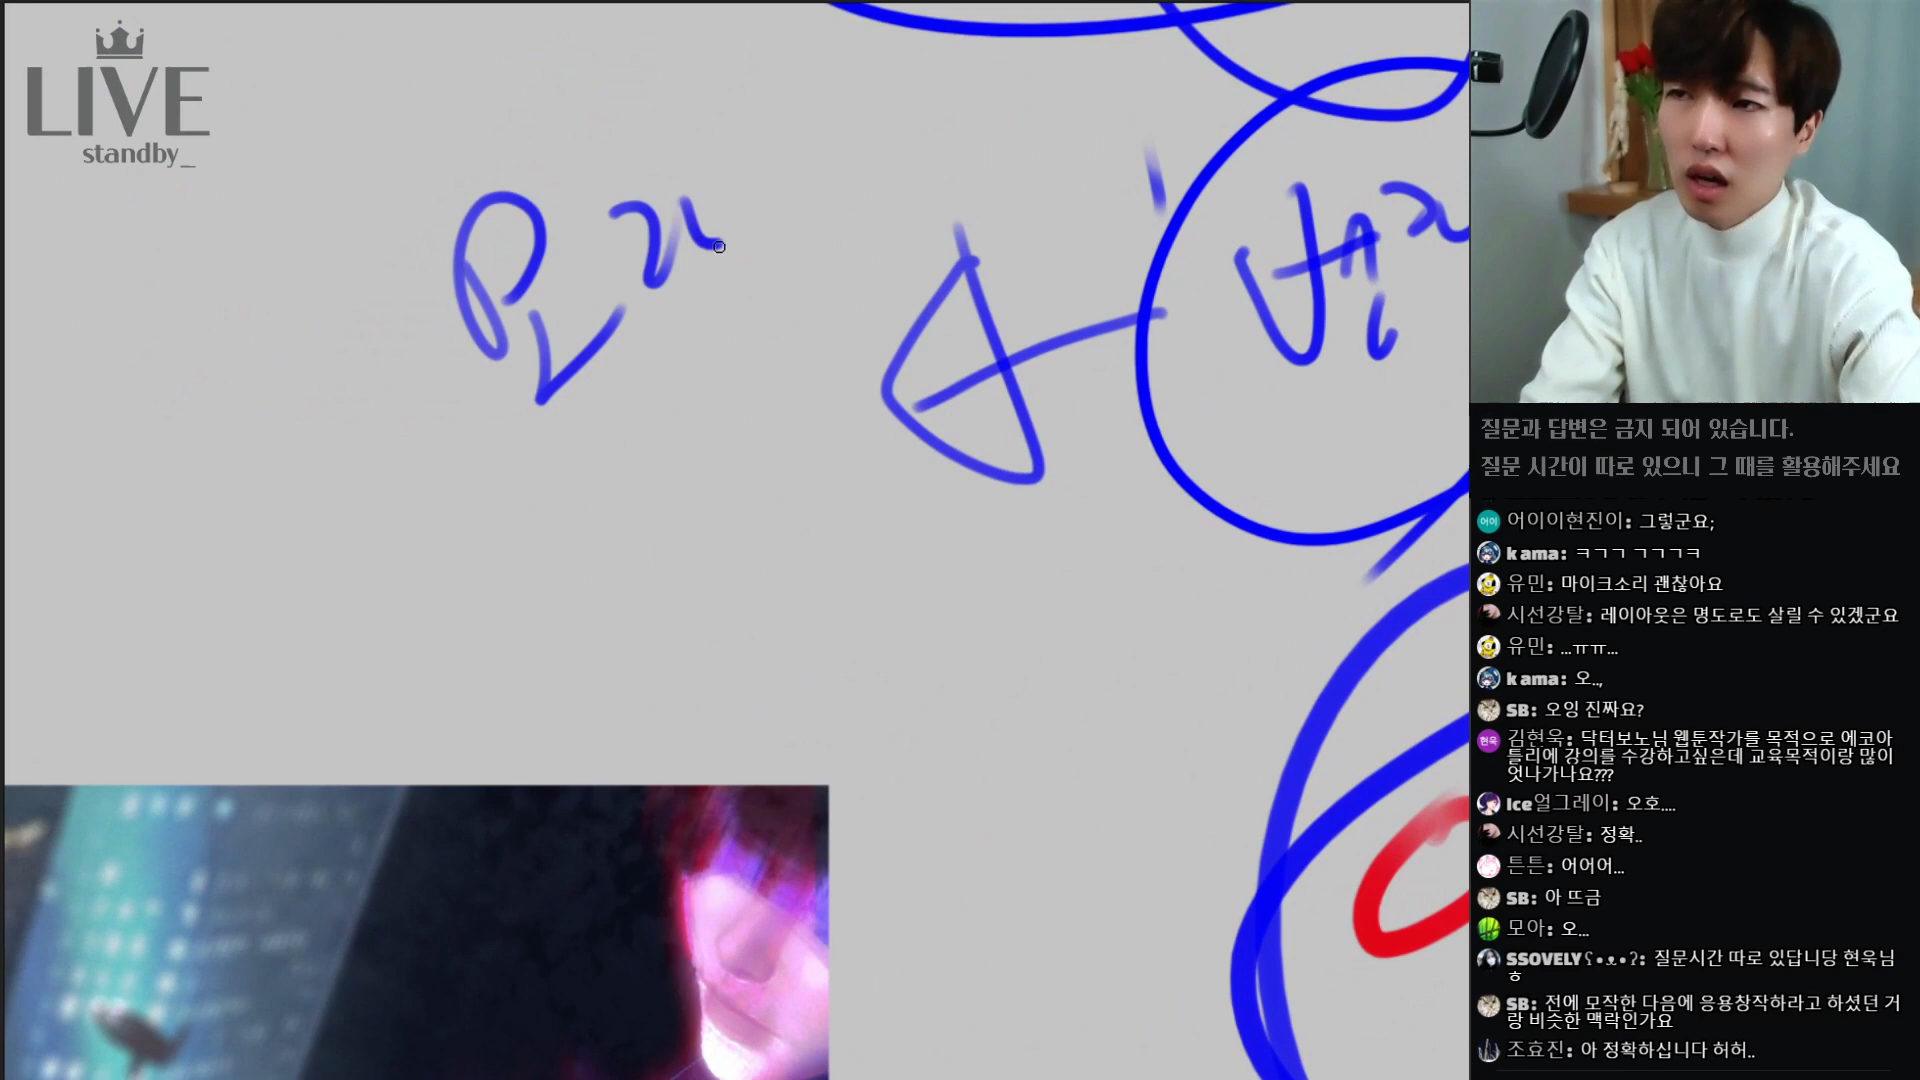 LIVE
standby_
질문과 답변은 금지 되어 있습니다.
질문 시간이 따로 있으니 그 때를 활용해주세요
어이
어이이현진이: 그렇군요;
kama: ㅋㄱㄱ ㄱㄱㄱㅋ
유민: 마이크소리 괜찮아요
시선강탈: 레이아웃은 명도로도 살릴 수 있겠군요
유민: ...ㅠㅠ...
kama: 오..,
SB: 오잉 진짜요?
현욱
김현욱: 닥터보노님 웹툰작가를 목적으로 에코아
틀리에 강의를 수강하고싶은데 교육목적이랑 많이
엇나가나요???
Ice얼그레이: 오호....
시선강탈: 정확..
튼튼: 어어어...
SB: 아 뜨금
모아: 오...
SSOVELYʕ•ᴥ•ʔ: 질문시간 따로 있답니당 현욱님
ㅎ
SB: 전에 모작한 다음에 응용창작하라고 하셨던 거
랑 비슷한 맥락인가요
조효진: 아 정확하십니다 허허..